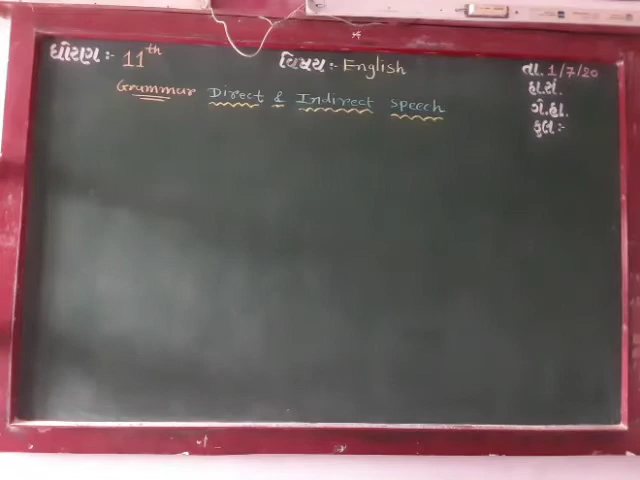 ધોરણ:- 11th વિષય:- English તા. 1/7/20
હા.સં.
Grammar Direct & Indirect speech
ગે.હા.
કુલ:-